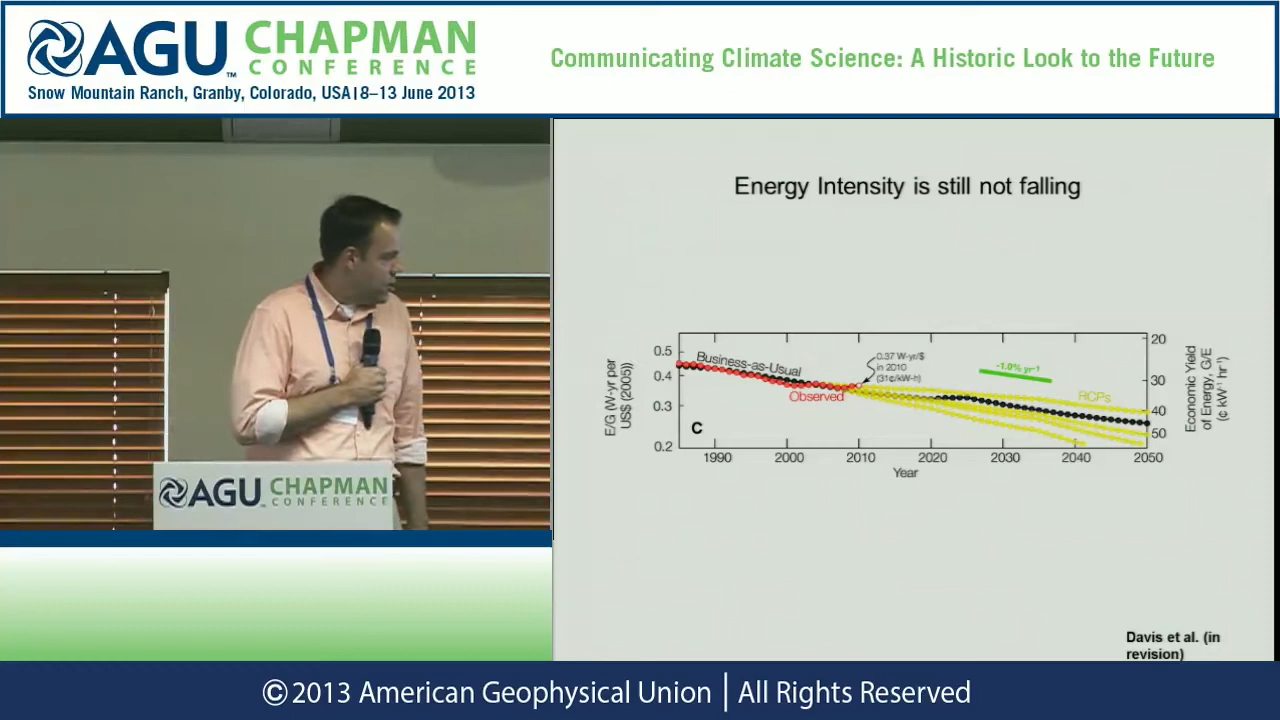 AGU CHAPMAN
™ CONFERENCE
Snow Mountain Ranch, Granby, Colorado, USA|8–13 June 2013
Communicating Climate Science: A Historic Look to the Future
Energy Intensity is still not falling
E/G (W-yr per
US$ (2005))
0.5
0.4
0.3
0.2
Business-as-Usual
Observed
0.37 W-yr/$
in 2010
(31¢/kW-h)
-1.0% yr⁻¹
RCPs
C
20
30
40
50
Economic Yield
of Energy, G/E
(¢ kW⁻¹ hr⁻¹)
1990 2000 2010 2020 2030 2040 2050
Year
AGU CHAPMAN
CONFERENCE
Davis et al. (in
revision)
©2013 American Geophysical Union | All Rights Reserved